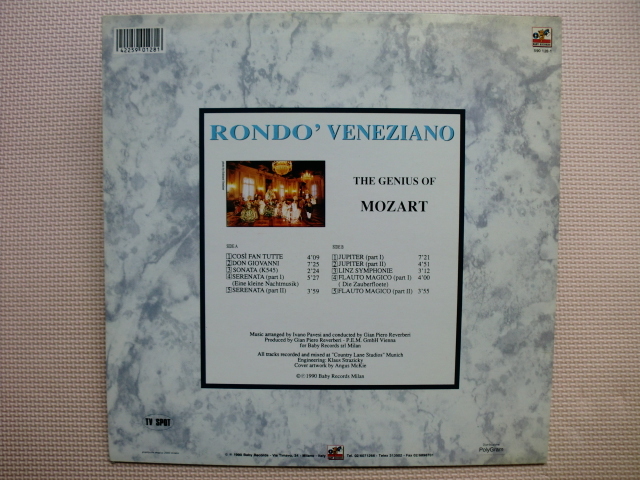 42259 01281
RONDO' VENEZIANO
THE GENIUS OF
MOZART
SIDE A
1 COSÌ FAN TUTTE 4'09
2 DON GIOVANNI 7'25
3 SONATA (K545) 2'24
4 SERENATA (part I) 5'27
(Eine kleine Nachtmusik)
5 SERENATA (part II) 3'59
SIDE B
1 JUPITER (part I) 7'21
2 JUPITER (part II) 4'51
3 LINZ SYMPHONIE 3'12
4 FLAUTO MAGICO (part I) 4'00
( Die Zauberfloete)
5 FLAUTO MAGICO (part II) 3'55
Music arranged by Ivano Pavesi and conducted by Gian Piero Reverberi
Produced by Gian Piero Reverberi - P.E.M. GmbH Vienna
for Baby Records srl Milan
All tracks recorded and mixed at "Country Lane Studios" Munich
Engineering: Klaus Strazicky
Cover artwork by Angus McKie
©℗1990 Baby Records Milan
TV SPOT
PolyGram